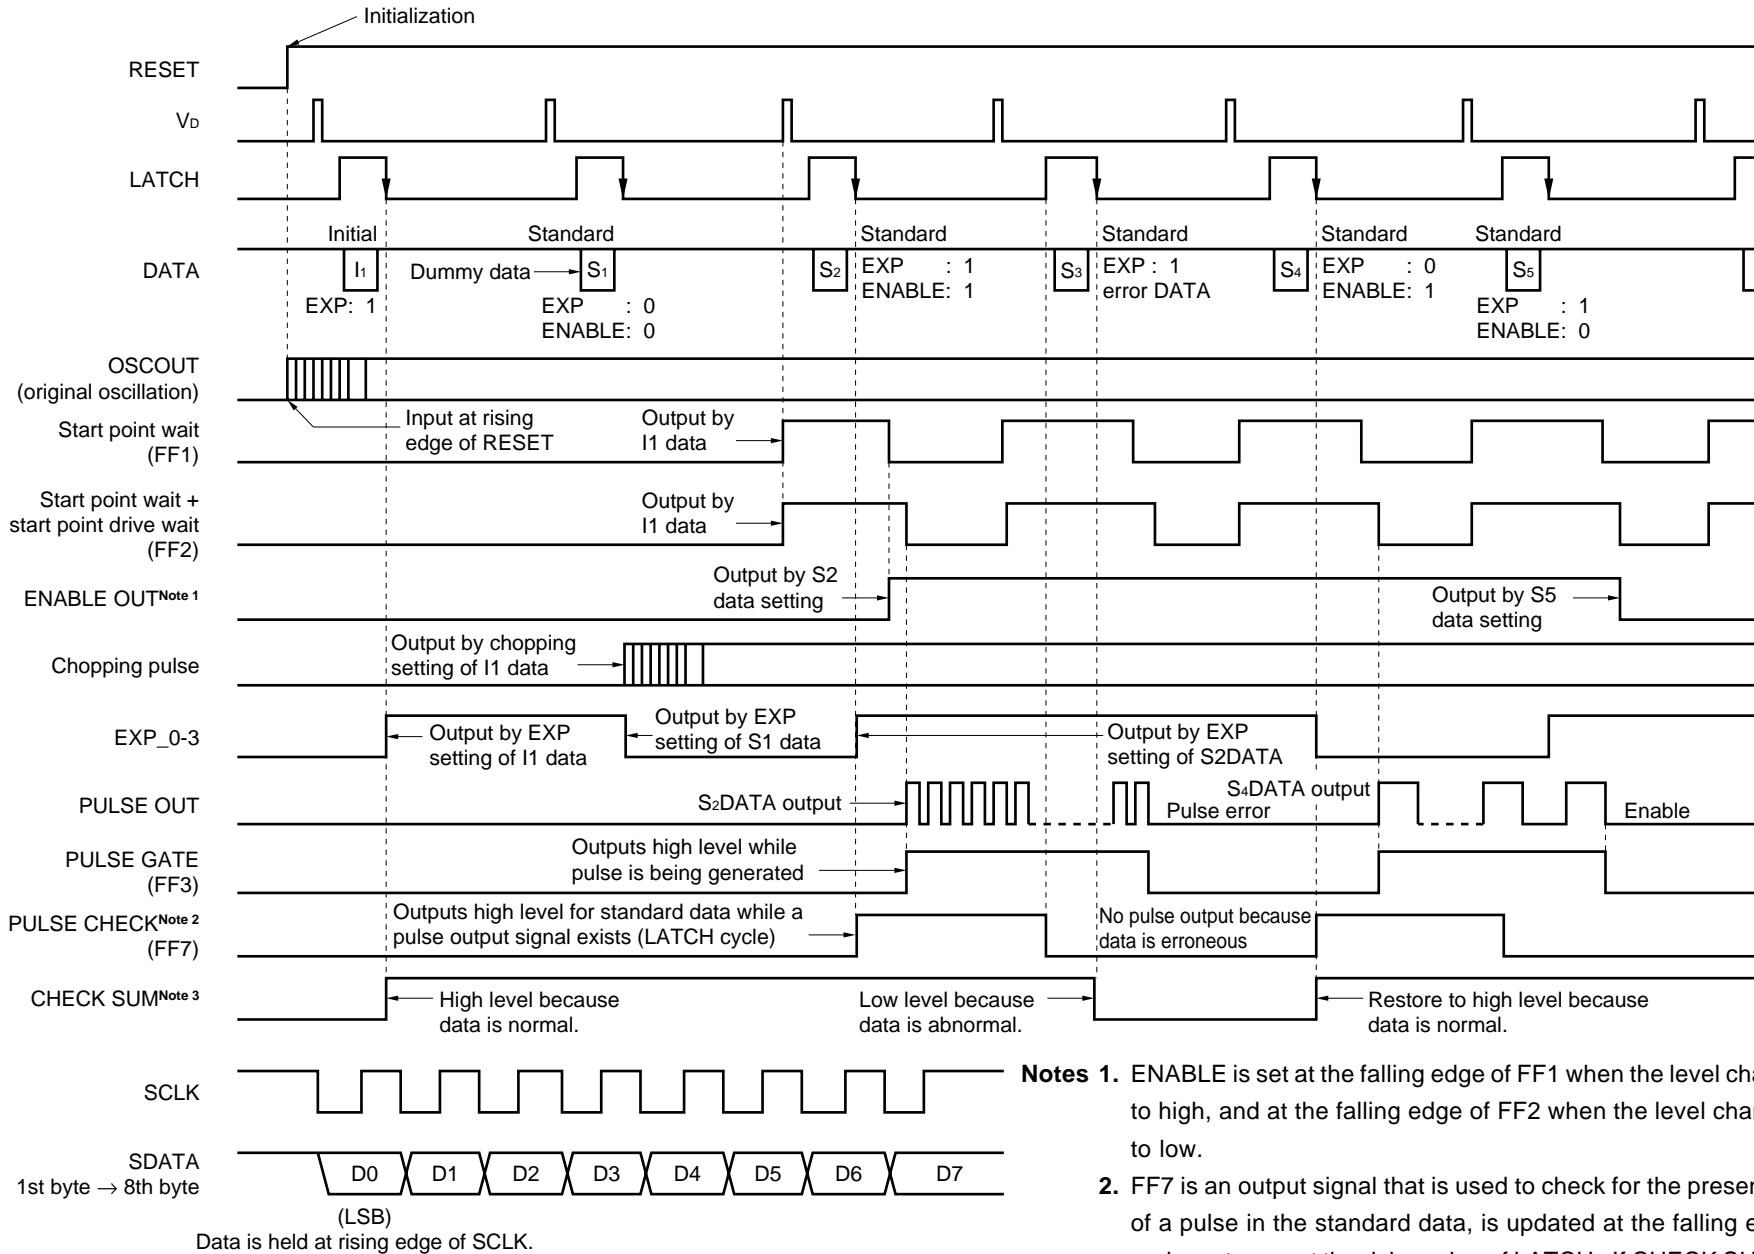 Initialization
RESET
VD
LATCH
Initial
Standard
Standard
Standard
Standard
Standard
DATA
I1
Dummy data
S1
S2
EXP : 1
S3
EXP : 1
S4
EXP : 0
S5
ENABLE: 1
error DATA
ENABLE: 1
EXP: 1
EXP : 0
EXP : 1
ENABLE: 0
ENABLE: 0
OSCOUT
(original oscillation)
Input at rising
edge of RESET
Output by
I1 data
Start point wait
(FF1)
Start point wait +
start point drive wait
(FF2)
Output by
I1 data
ENABLE OUTNote 1
Output by S2
data setting
Output by S5
data setting
Chopping pulse
Output by chopping
setting of I1 data
EXP_0-3
Output by EXP
setting of I1 data
Output by EXP
setting of S1 data
Output by EXP
setting of S2DATA
PULSE OUT
S2DATA output
Pulse error
S4DATA output
Enable
PULSE GATE
(FF3)
Outputs high level while
pulse is being generated
PULSE CHECKNote 2
(FF7)
Outputs high level for standard data while a
pulse output signal exists (LATCH cycle)
No pulse output because
data is erroneous
CHECK SUMNote 3
High level because
data is normal.
Low level because
data is abnormal.
Restore to high level because
data is normal.
SCLK
SDATA
1st byte → 8th byte
D0 D1 D2 D3 D4 D5 D6 D7
(LSB)
Data is held at rising edge of SCLK.
Notes 1. ENABLE is set at the falling edge of FF1 when the level
to high, and at the falling edge of FF2 when the level
to low.
2. FF7 is an output signal that is used to check for the
of a pulse in the standard data, is updated at the falling